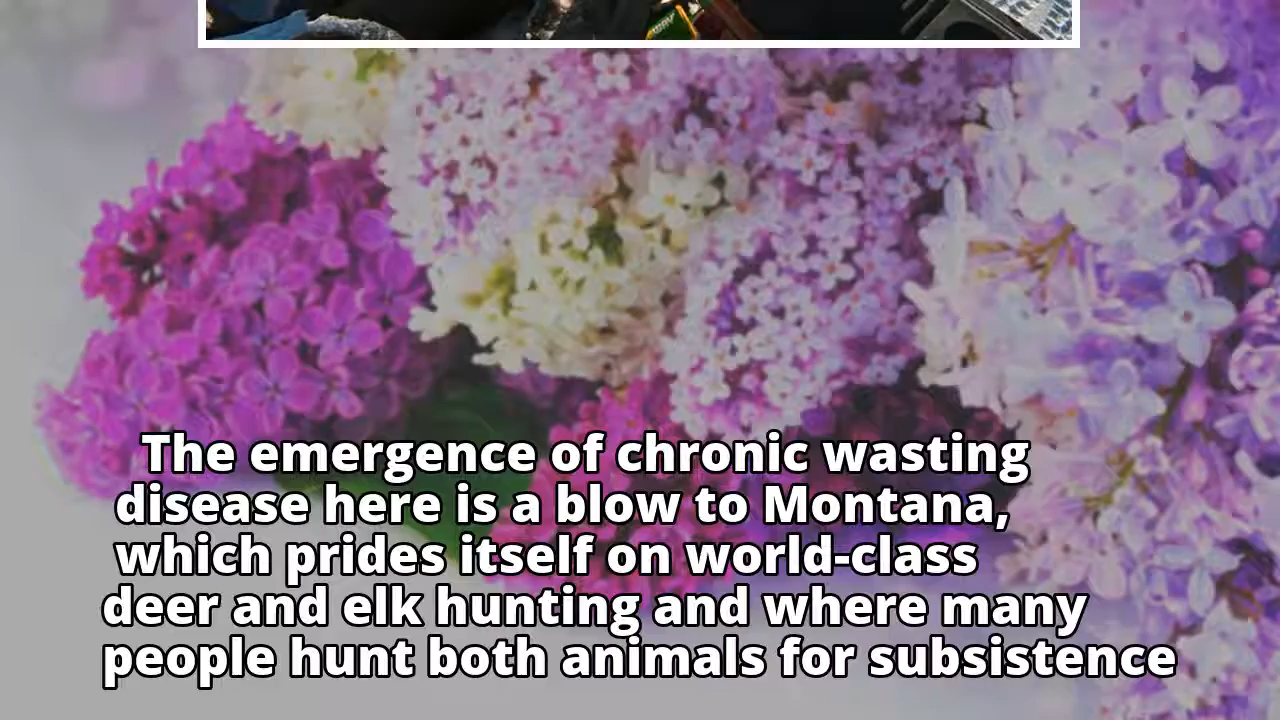 The emergence of chronic wasting
disease here is a blow to Montana,
which prides itself on world-class
deer and elk hunting and where many
people hunt both animals for subsistence